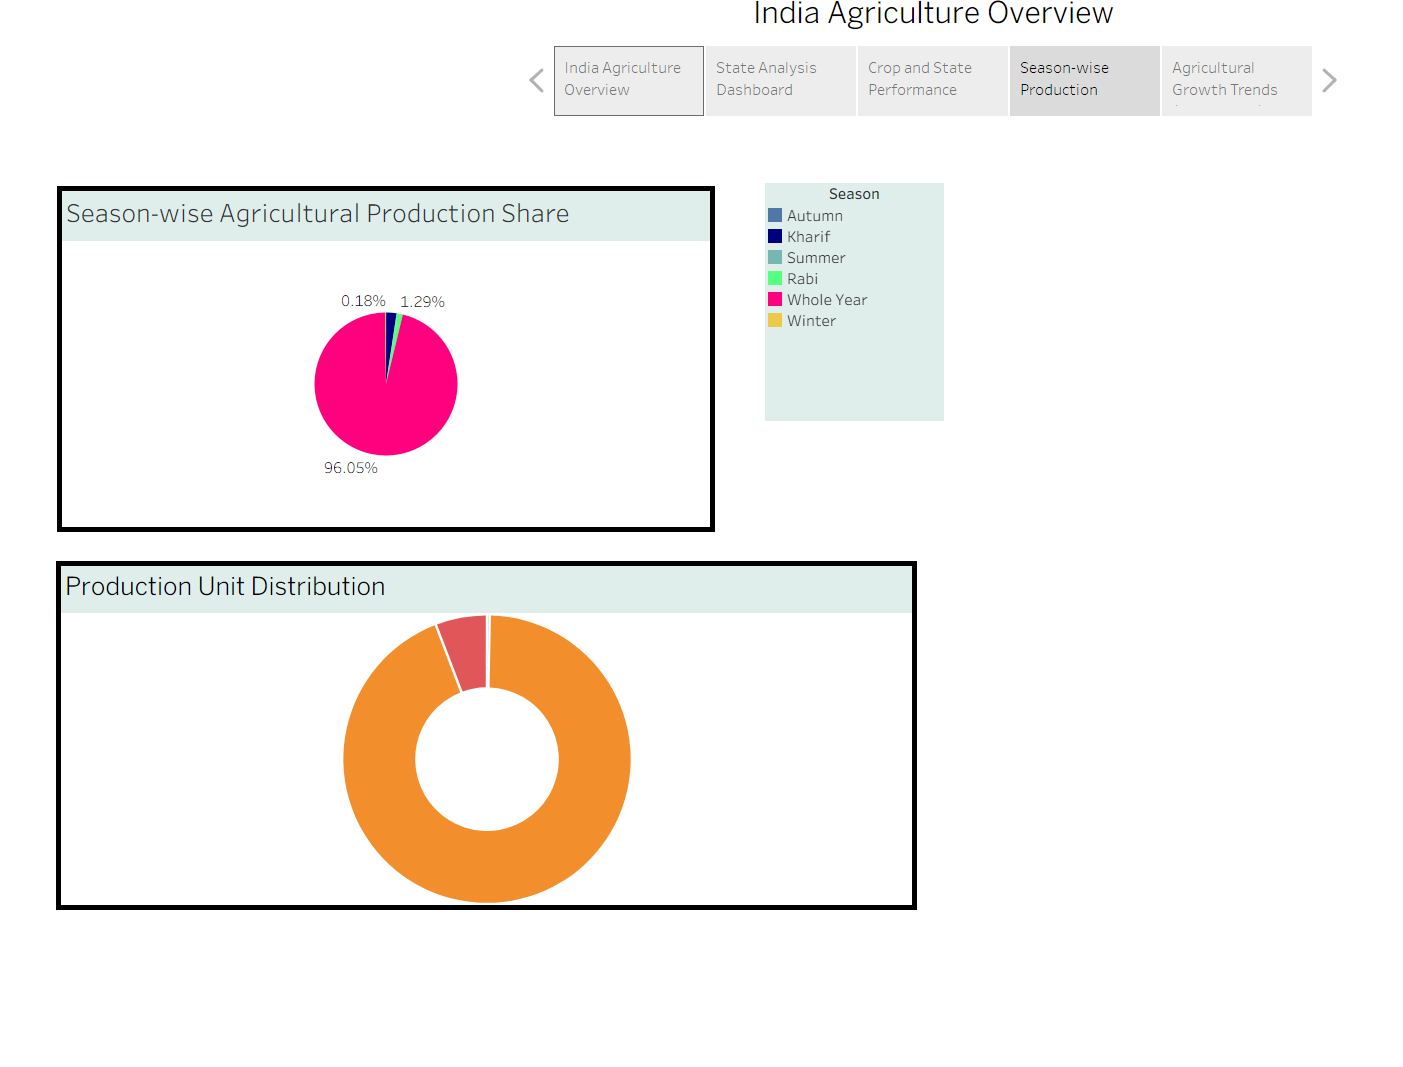 India Agriculture Overview
India Agriculture
Overview
State Analysis
Dashboard
Crop and State
Performance
Season-wise
Production
Agricultural
Growth Trends
Season-wise Agricultural Production Share
0.18%
1.29%
96.05%
Season
Autumn
Kharif
Summer
Rabi
Whole Year
Winter
Production Unit Distribution